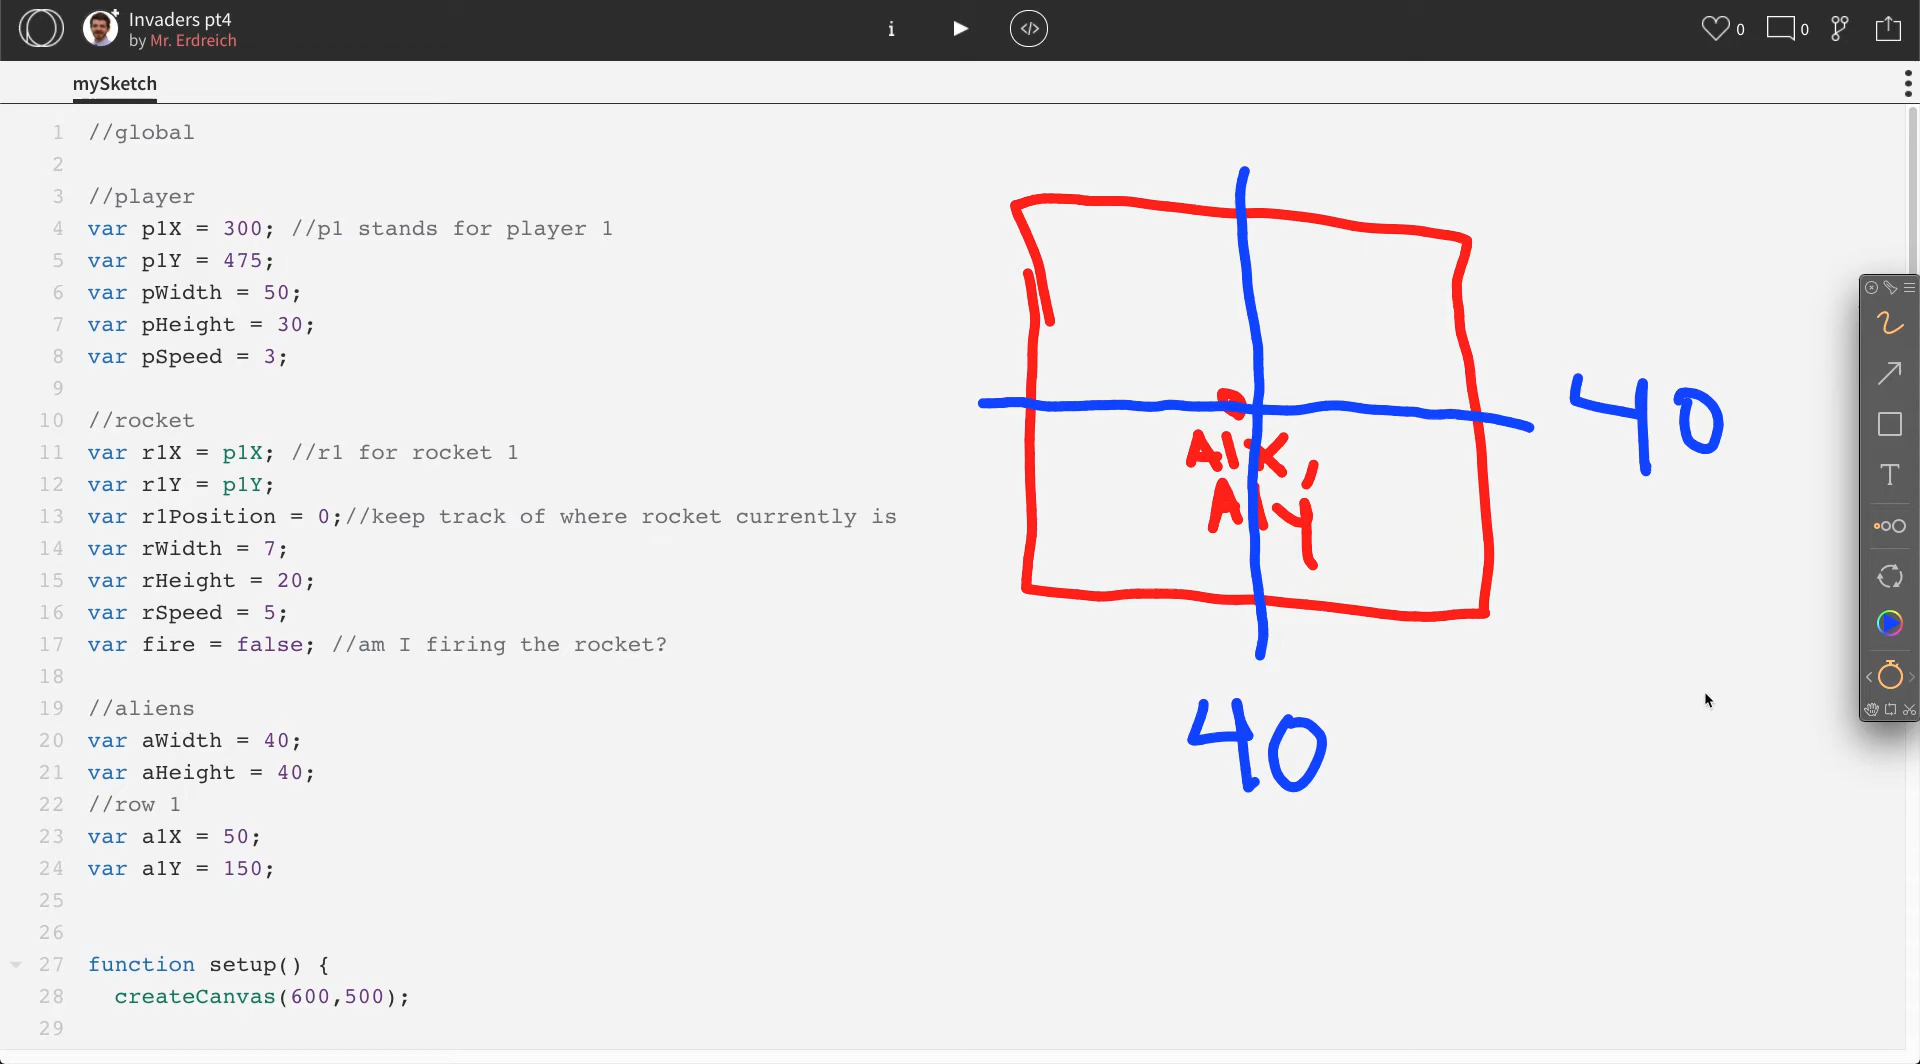 Invaders pt4
by Mr. Erdreich
i
</>
0
0
mySketch
1 //global
2
3 //player
4 var p1X = 300; //p1 stands for player 1
5 var p1Y = 475;
6 var pWidth = 50;
7 var pHeight = 30;
8 var pSpeed = 3;
9
10 //rocket
11 var r1X = p1X; //r1 for rocket 1
12 var r1Y = p1Y;
13 var r1Position = 0;//keep track of where rocket currently is
14 var rWidth = 7;
15 var rHeight = 20;
16 var rSpeed = 5;
17 var fire = false; //am I firing the rocket?
18
19 //aliens
20 var aWidth = 40;
21 var aHeight = 40;
22 //row 1
23 var a1X = 50;
24 var a1Y = 150;
25
26
27 function setup() {
28 createCanvas(600,500);
29
A1X,
A1Y
40
40
T